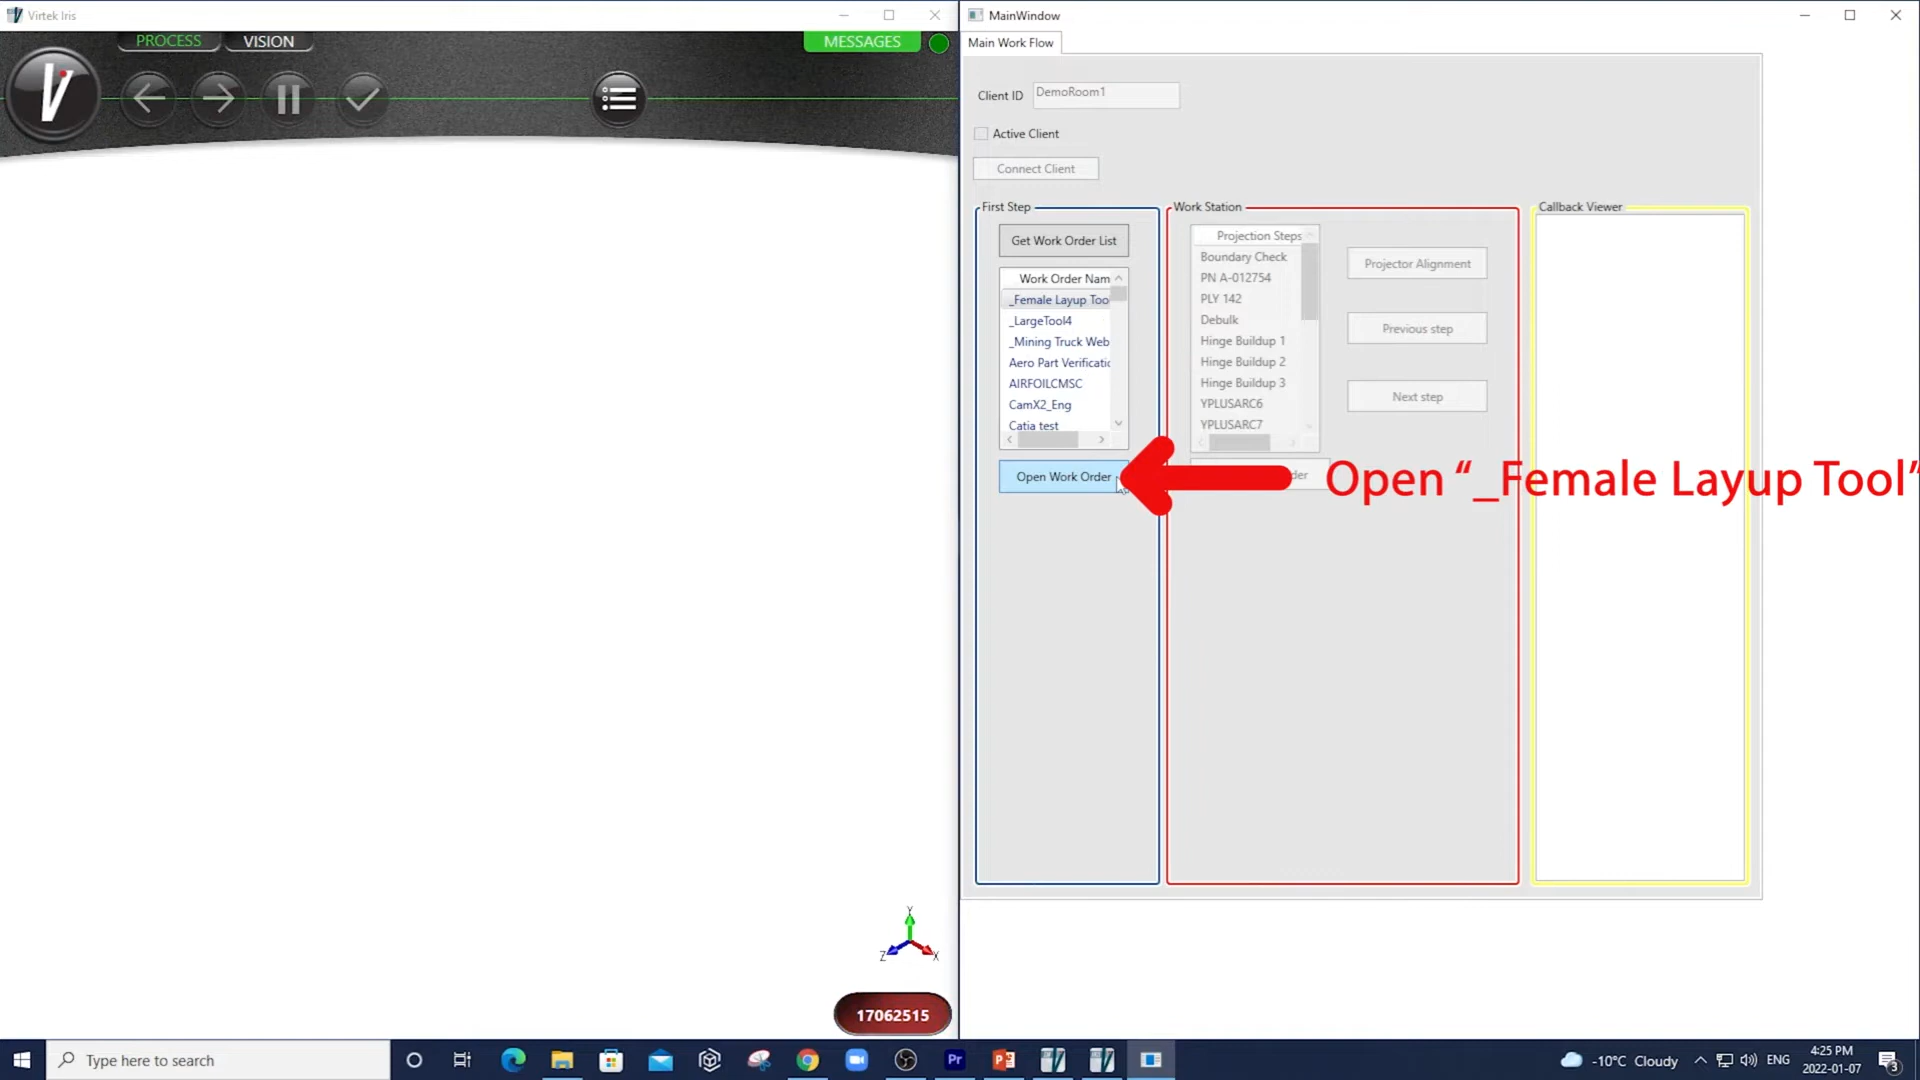 Virtek Iris
PROCESS
VISION
MESSAGES
Y
Z
X
17062515
MainWindow
Main Work Flow
Client ID
DemoRoom1
Active Client
Connect Client
First Step
Get Work Order List
Work Order Nam
_Female Layup Too
_LargeTool4
_Mining Truck Web
Aero Part Verificatic
AIRFOILCMSC
CamX2_Eng
Catia test
Open Work Order
Work Station
Projection Steps
Boundary Check
PN A-012754
PLY 142
Debulk
Hinge Buildup 1
Hinge Buildup 2
Hinge Buildup 3
YPLUSARC6
YPLUSARC7
Projector Alignment
Previous step
Next step
Callback Viewer
Open “_Female Layup Tool”
Type here to search
Pr
-10°C Cloudy
ENG
4:25 PM
2022-01-07
3